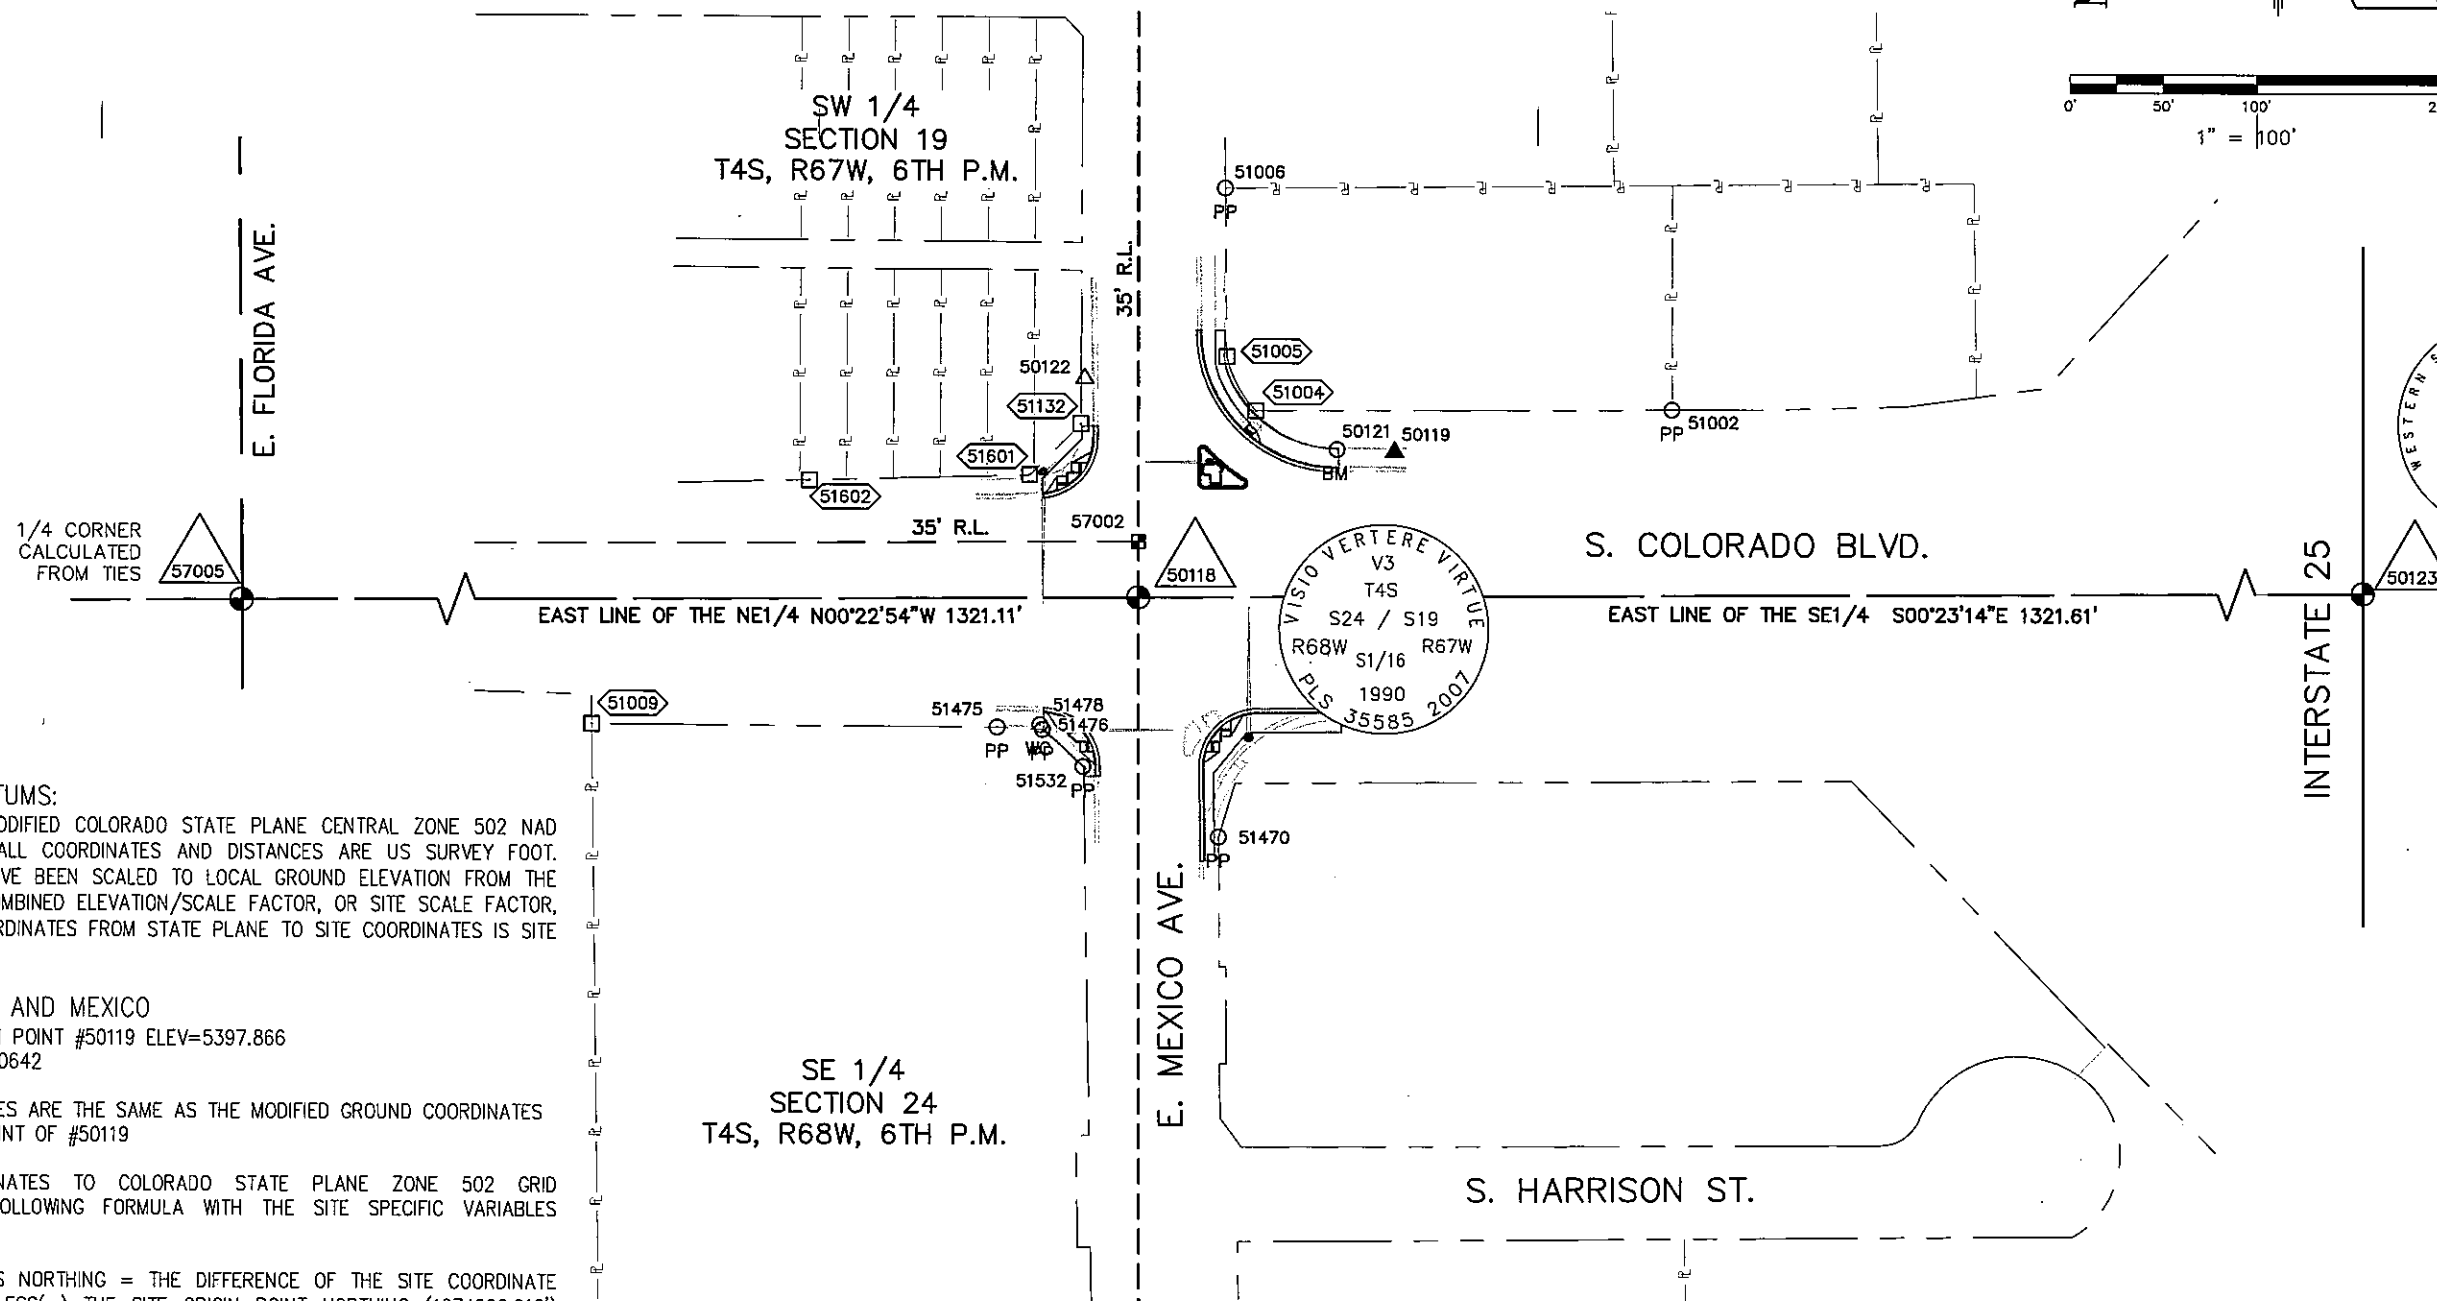 SW 1/4
SECTION 19
T4S, R67W, 6TH P.M.
0'
50'
100'
2
1" = 100'
51006
PP
E. FLORIDA AVE.
35' R.L.
50122
51132
51601
51602
51005
51004
50121
50119
BM
51002
PP
1/4 CORNER
CALCULATED
FROM TIES
57005
35' R.L.
57002
50118
VISIO VERTERE VIRTUE
V3
T4S
S24 / S19
R68W
R67W
S1/16
1990
PLS 35585 2007
S. COLORADO BLVD.
WESTERN S
INTERSTATE 25
50123
EAST LINE OF THE NE1/4 N00°22'54"W 1321.11'
EAST LINE OF THE SE1/4 S00°23'14"E 1321.61'
51009
51475
51478
51476
PP
51532
PP
51470
PP
TUMS:
ODIFIED COLORADO STATE PLANE CENTRAL ZONE 502 NAD
ALL COORDINATES AND DISTANCES ARE US SURVEY FOOT.
VE BEEN SCALED TO LOCAL GROUND ELEVATION FROM THE
MBINED ELEVATION/SCALE FACTOR, OR SITE SCALE FACTOR,
RDINATES FROM STATE PLANE TO SITE COORDINATES IS SITE
AND MEXICO
POINT #50119 ELEV=5397.866
0642
ES ARE THE SAME AS THE MODIFIED GROUND COORDINATES
INT OF #50119
NATES TO COLORADO STATE PLANE ZONE 502 GRID
OLLOWING FORMULA WITH THE SITE SPECIFIC VARIABLES
S NORTHING = THE DIFFERENCE OF THE SITE COORDINATE
E. MEXICO AVE.
SE 1/4
SECTION 24
T4S, R68W, 6TH P.M.
S. HARRISON ST.